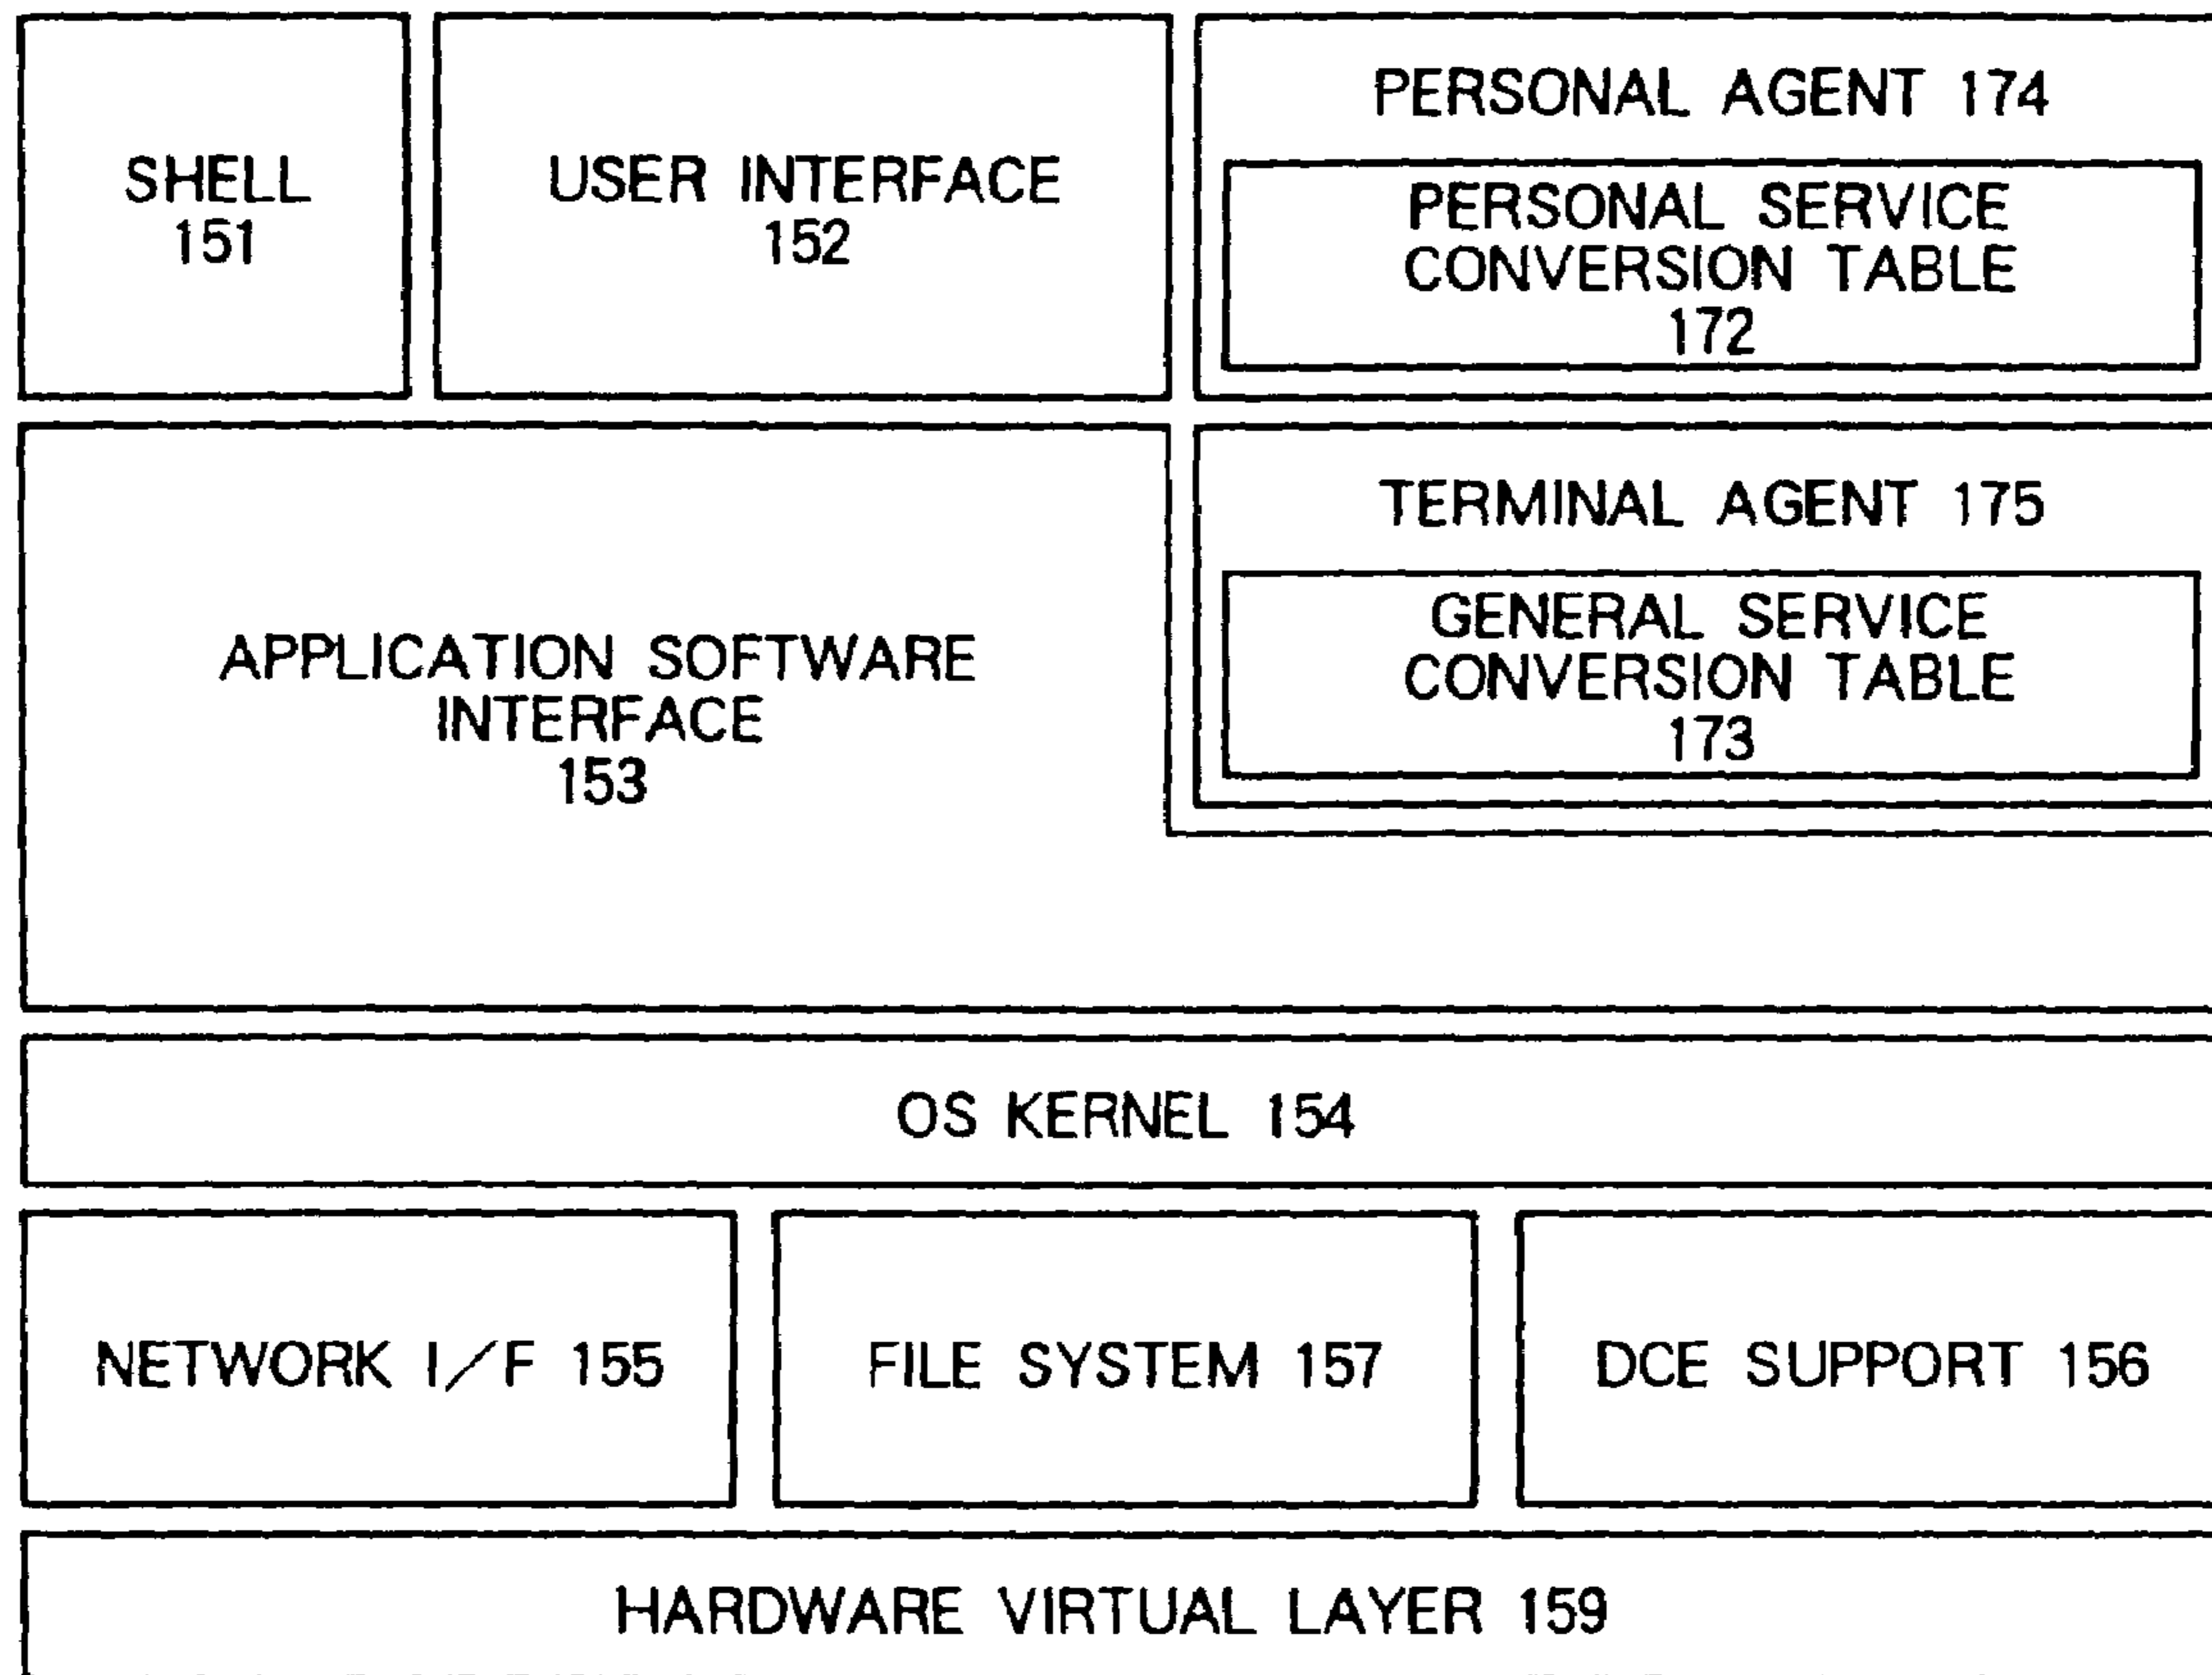 SHELL
151
USER INTERFACE
152
PERSONAL AGENT 174
PERSONAL SERVICE
CONVERSION TABLE
172
APPLICATION SOFTWARE
INTERFACE
153
TERMINAL AGENT 175
GENERAL SERVICE
CONVERSION TABLE
173
OS KERNEL 154
NETWORK I/F 155
FILE SYSTEM 157
DCE SUPPORT 156
HARDWARE VIRTUAL LAYER 159